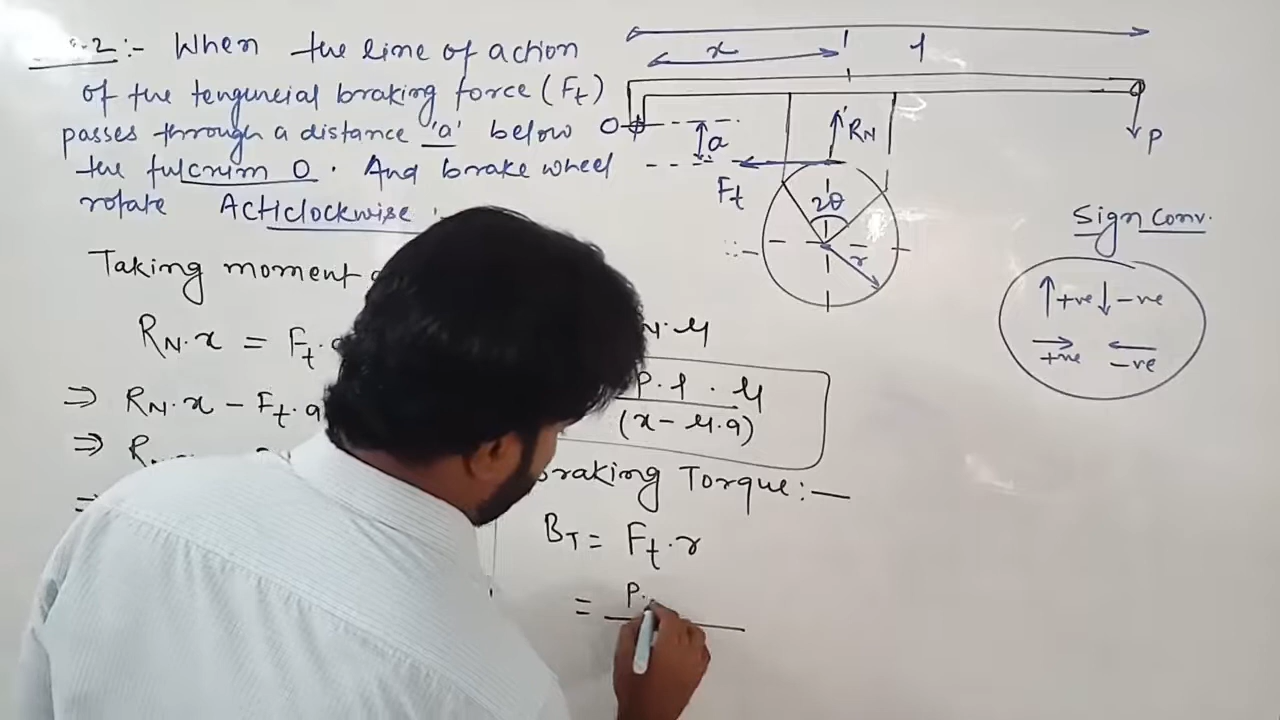 .2 :- When the line of action
of the tenguncial braking force (Ft)
passes through a distance 'a' below
the fulcrum O. And brake wheel
rotate Acticlockwise
Taking moment
RN.x = Ft.
⇒ RN.x - Ft.a
⇒ R
⇒
.μ
P.l.μ
(x - μ.a)
braking Torque:-
BT = Ft.r
= P.
x
l
O
a
RN
P
Ft
2θ
r
Sign Conv.
↑ +ve ↓ -ve
→ +ve ← -ve